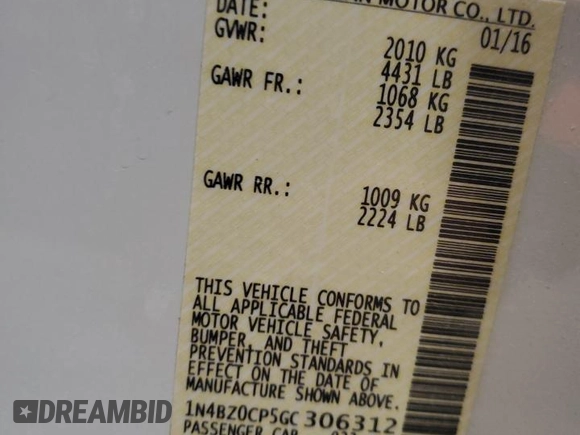 DATE: MOTOR CO., LTD.
01/16
GVWR: 2010 KG
4431 LB
GAWR FR.: 1068 KG
2354 LB
GAWR RR.: 1009 KG
2224 LB
THIS VEHICLE CONFORMS TO
ALL APPLICABLE FEDERAL
MOTOR VEHICLE SAFETY,
BUMPER, AND THEFT
PREVENTION STANDARDS IN
EFFECT ON THE DATE OF
MANUFACTURE SHOWN ABOVE.
1N4BZ0CP5GC306312
PASSENGER CAR
DREAMBID